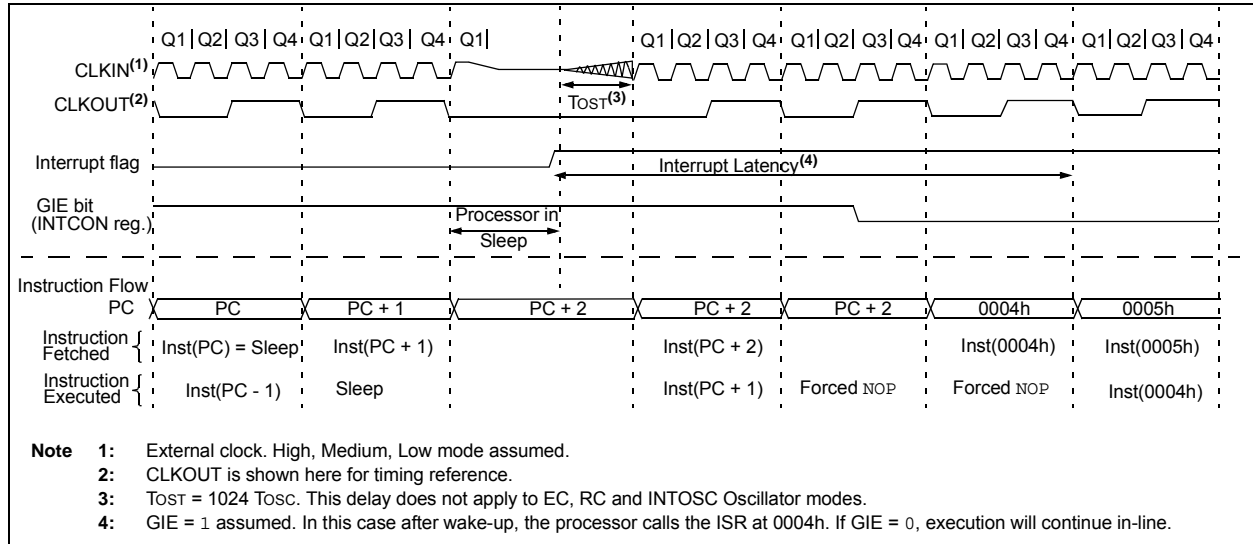 Q1| Q2| Q3 | Q4 Q1 | Q2 | Q3| Q4 Q1| Q1 | Q2| Q3 | Q4 Q1 | Q2 | Q3 | Q4 Q1 | Q2 | Q3 | Q4 Q1 | Q2 | Q3 | Q4
CLKIN(1)
CLKOUT(2)
TOST(3)
Interrupt flag
Interrupt Latency(4)
GIE bit
(INTCON reg.)
Processor in
Sleep
Instruction Flow
PC PC PC + 1 PC + 2 PC + 2 PC + 2 0004h 0005h
Instruction
Fetched
Inst(PC) = Sleep Inst(PC + 1) Inst(PC + 2) Inst(0004h) Inst(0005h)
Instruction
Executed
Inst(PC - 1) Sleep Inst(PC + 1) Forced NOP Forced NOP Inst(0004h)
Note 1: External clock. High, Medium, Low mode assumed.
2: CLKOUT is shown here for timing reference.
3: TOST = 1024 TOSC. This delay does not apply to EC, RC and INTOSC Oscillator modes.
4: GIE = 1 assumed. In this case after wake-up, the processor calls the ISR at 0004h. If GIE = 0, execution will continue in-line.